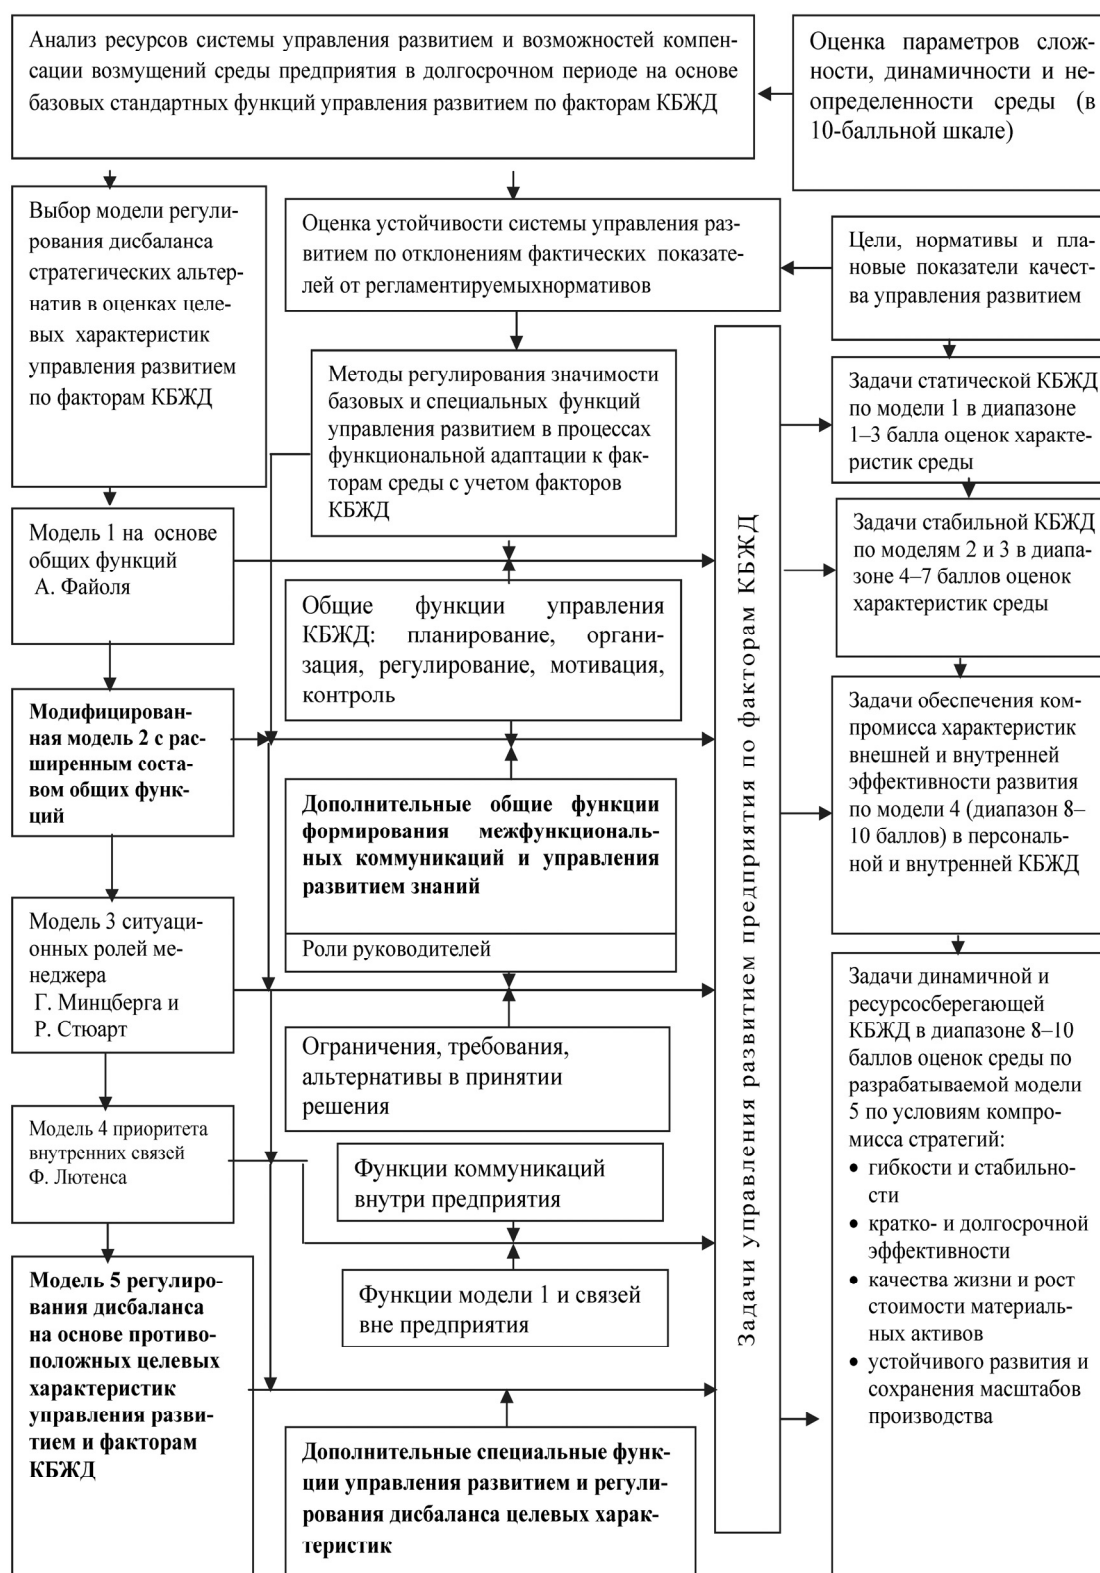 Анализ ресурсов системы управления развитием и возможностей компен-
сации возмущений среды предприятия в долгосрочном периоде на основе
базовых стандартных функций управления развитием по факторам КБЖД
Оценка параметров слож-
ности, динамичности и не-
определенности среды (в
10-балльной шкале)
Выбор модели регули-
рования дисбаланса
стратегических альтер-
натив в оценках целе-
вых характеристик
управления развитием
по факторам КБЖД
Оценка устойчивости системы управления раз-
витием по отклонениям фактических показате-
лей от регламентируемыхнормативов
Цели, нормативы и пла-
новые показатели качест-
ва управления развитием
Методы регулирования значимости
базовых и специальных функций
управления развитием в процессах
функциональной адаптации к фак-
торам среды с учетом факторов
КБЖД
Задачи статической КБЖД
по модели 1 в диапазоне
1–3 балла оценок характе-
ристик среды
Модель 1 на основе
общих функций
А. Файоля
Задачи стабильной КБЖД
по моделям 2 и 3 в диапа-
зоне 4–7 баллов оценок
характеристик среды
Общие функции управления
КБЖД: планирование, органи-
зация, регулирование, мотивация,
контроль
Модифицирован-
ная модель 2 с рас-
ширенным соста-
вом общих функ-
ций
Задачи обеспечения ком-
промисса характеристик
внешней и внутренней
эффективности развития
по модели 4 (диапазон 8–
10 баллов) в персональ-
ной и внутренней КБЖД
Дополнительные общие функции
формирования межфункциональ-
ных коммуникаций и управления
развитием знаний
Роли руководителей
Модель 3 ситуаци-
онных ролей ме-
неджера
Г. Минцберга и
Р. Стюарт
Ограничения, требования,
альтернативы в принятии
решения
Задачи управления развитием предприятия по факторам КБЖД
Задачи динамичной и
ресурсосберегающей
КБЖД в диапазоне 8–10
баллов оценок среды по
разрабатываемой модели
5 по условиям компро-
мисса стратегий:
• гибкости и стабильно-
сти
• кратко- и долгосрочной
эффективности
• качества жизни и рост
стоимости материаль-
ных активов
• устойчивого развития и
сохранения масштабов
производства
Модель 4 приоритета
внутренних связей
Ф. Лютенса
Функции коммуникаций
внутри предприятия
Функции модели 1 и связей
вне предприятия
Модель 5 регулиро-
вания дисбаланса
на основе противо-
положных целевых
характеристик
управления разви-
тием и факторам
КБЖД
Дополнительные специальные функ-
ции управления развитием и регули-
рования дисбаланса целевых харак-
теристик